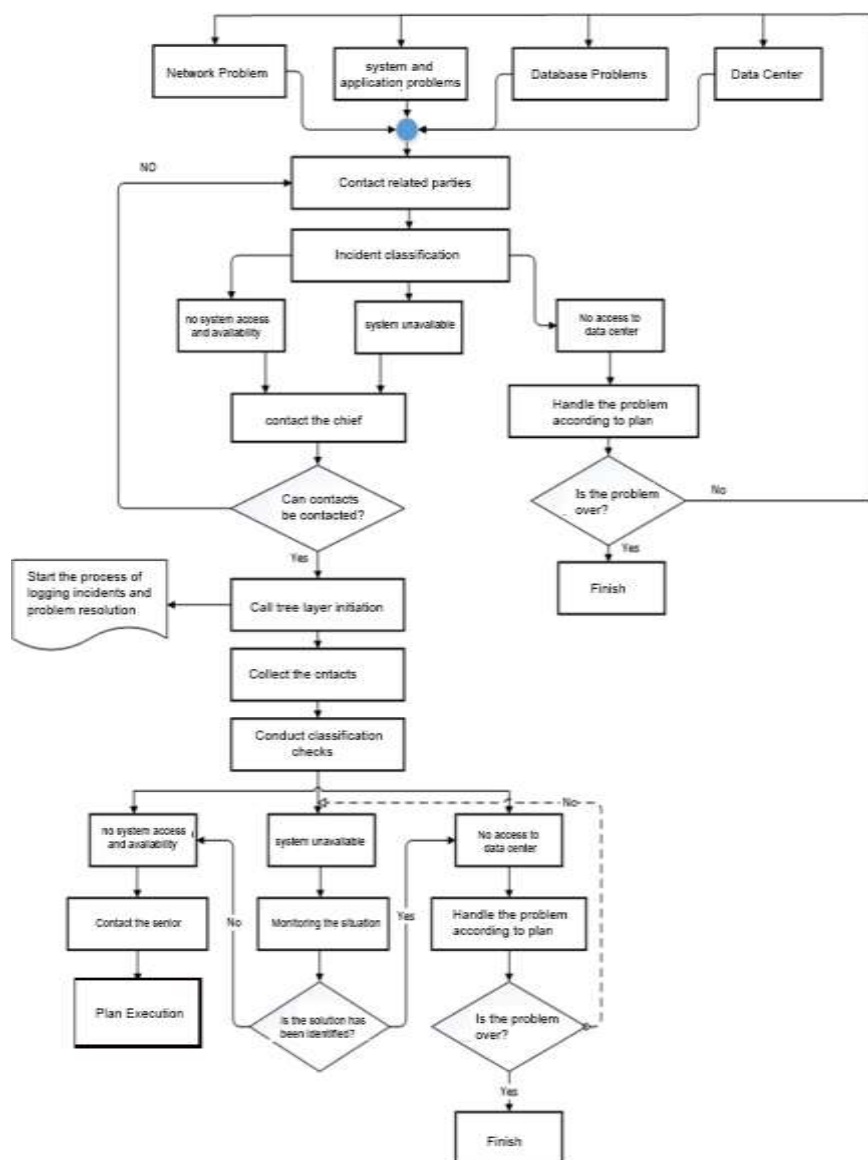 Network Problem
system and
application problems
Database Problems
Data Center
NO
Contact related parties
Incident classification
no system access
and availability
system unavailable
No access to
data center
contact the chief
Handle the problem
according to plan
Can contacts
be contacted?
Is the problem
over?
No
Yes
Yes
Start the process of
logging incidents and
problem resolution
Call tree layer initiation
Finish
Collect the cntacts
Conduct classification
checks
No
no system access
and availability
system unavailable
No access to
data center
Contact the senior
No
Monitoring the situation
Yes
Handle the problem
according to plan
Plan Execution
Is the solution has
been identified?
Is the problem
over?
Yes
Finish